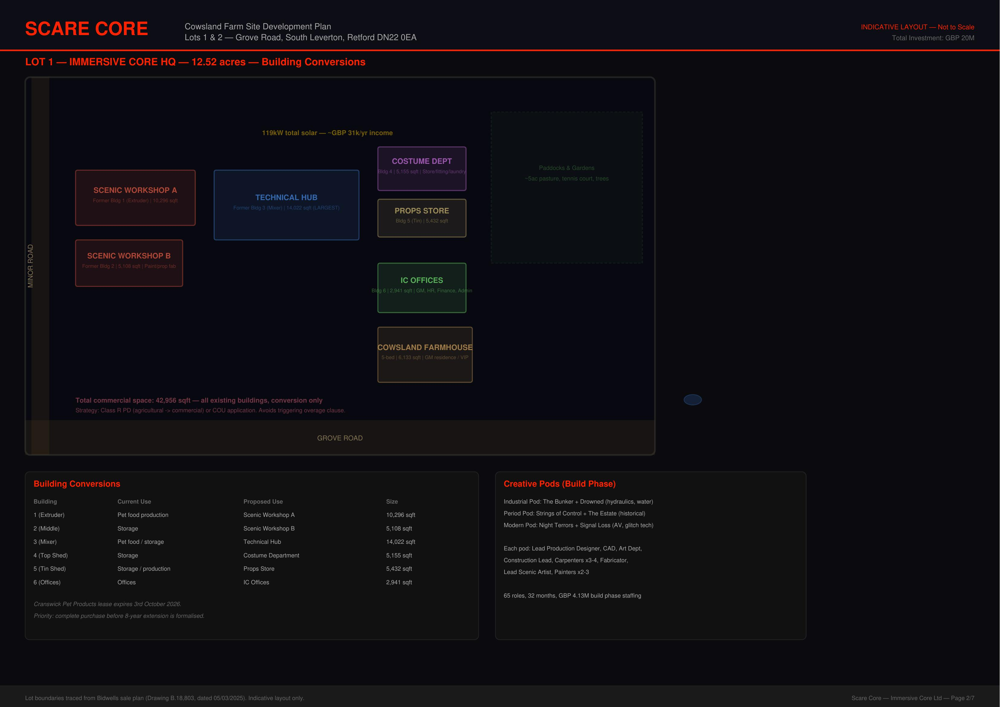 SCARE CORE
Cowsland Farm Site Development Plan
Lots 1 & 2 — Grove Road, South Leverton, Retford DN22 0EA
INDICATIVE LAYOUT — Not to Scale
Total Investment: GBP 20M
LOT 1 — IMMERSIVE CORE HQ — 12.52 acres — Building Conversions
119kW total solar — ~GBP 31k/yr income
COSTUME DEPT
Bldg 4 | 5,155 sqft | Store/fitting/laundry
Paddocks & Gardens
~5ac pasture, tennis court, trees
SCENIC WORKSHOP A
Former Bldg 1 (Extruder) | 10,296 sqft
TECHNICAL HUB
Former Bldg 3 (Mixer) | 14,022 sqft (LARGEST)
PROPS STORE
Bldg 5 (Tin) | 5,432 sqft
SCENIC WORKSHOP B
Former Bldg 2 | 5,108 sqft | Paint/prop fab
MINOR ROAD
IC OFFICES
Bldg 6 | 2,941 sqft | GM, HR, Finance, Admin
COWSLAND FARMHOUSE
5-bed | 6,133 sqft | GM residence / VIP
Total commercial space: 42,956 sqft — all existing buildings, conversion only
Strategy: Class R PD (agricultural -> commercial) or COU application. Avoids triggering overage clause.
GROVE ROAD
Building Conversions
Building Current Use Proposed Use Size
1 (Extruder) Pet food production Scenic Workshop A 10,296 sqft
2 (Middle) Storage Scenic Workshop B 5,108 sqft
3 (Mixer) Pet food / storage Technical Hub 14,022 sqft
4 (Top Shed) Storage Costume Department 5,155 sqft
5 (Tin Shed) Storage / production Props Store 5,432 sqft
6 (Offices) Offices IC Offices 2,941 sqft
Cranswick Pet Products lease expires 3rd October 2026.
Priority: complete purchase before 8-year extension is formalised.
Creative Pods (Build Phase)
Industrial Pod: The Bunker + Drowned (hydraulics, water)
Period Pod: Strings of Control + The Estate (historical)
Modern Pod: Night Terrors + Signal Loss (AV, glitch tech)
Each pod: Lead Production Designer, CAD, Art Dept,
Construction Lead, Carpenters x3-4, Fabricator,
Lead Scenic Artist, Painters x2-3
65 roles, 32 months, GBP 4.13M build phase staffing
Lot boundaries traced from Bidwells sale plan (Drawing B.18,803, dated 05/03/2025). Indicative layout only.
Scare Core — Immersive Core Ltd — Page 2/7